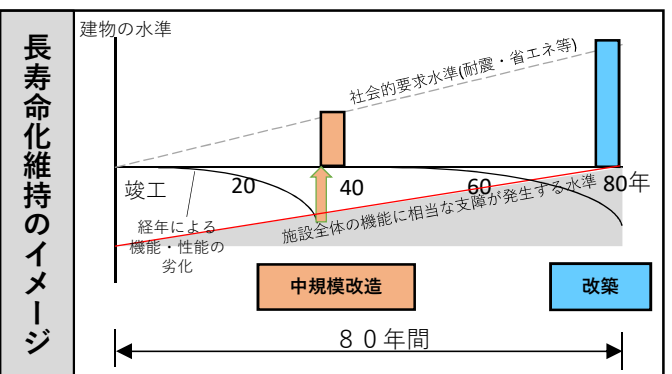 長寿命化維持のイメージ
建物の水準
社会的要求水準(耐震・省エネ等)
竣工
20
40
60
80年
経年による
機能・性能の
劣化
施設全体の機能に相当な支障が発生する水準
中規模改造
改築
８０年間